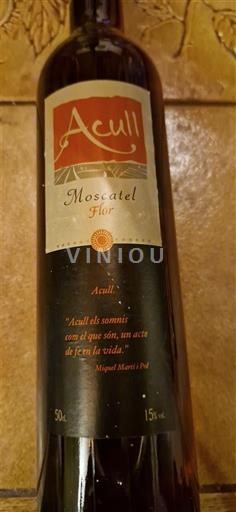 Acull
Moscatel
Flor
VINIOU
Acull.
"Acull els somnis
com el que són, un acte
de fe en la vida."
Miquel Martí i Pol
50cl.
15% vol.